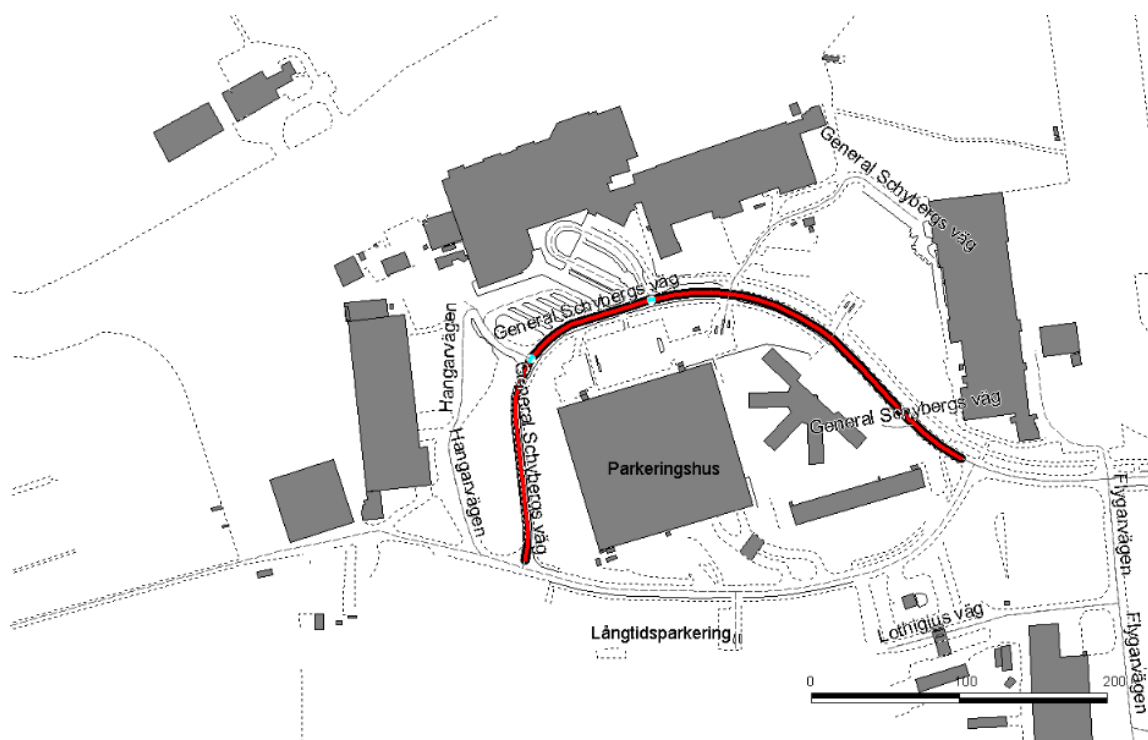 General Schybergs väg
General Schybergs väg
Hangarvägen
General Schybergs väg
General Schybergs väg
Hangarvägen
Parkeringshus
Flygarvägen
Långtidsparkering
Lothigius väg
Flygarvägen
0 100 200